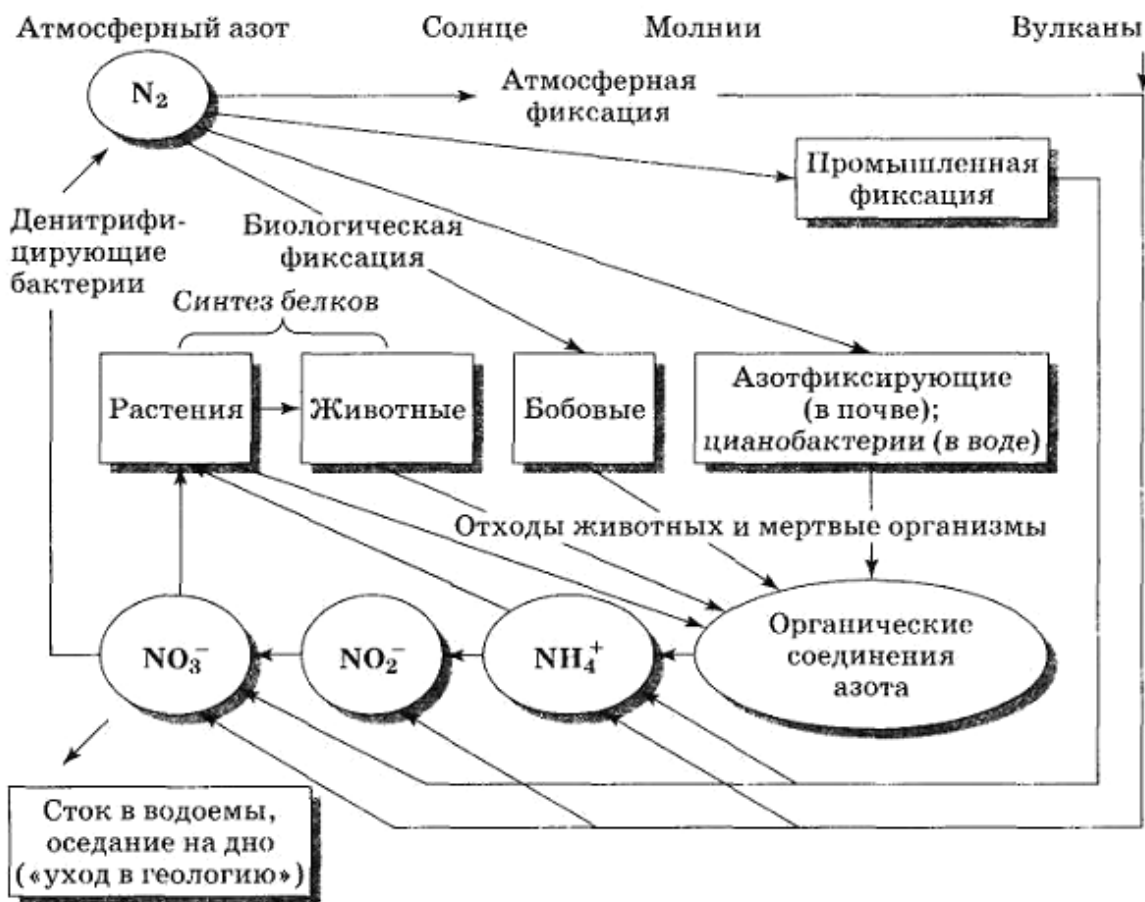 Атмосферный азот
Солнце
Молнии
Вулканы
N₂
Атмосферная
фиксация
Промышленная
фиксация
Денитрифи-
цирующие
бактерии
Биологическая
фиксация
Синтез белков
Растения
Животные
Бобовые
Азотфиксирующие
(в почве);
цианобактерии (в воде)
Отходы животных и мертвые организмы
NO₃⁻
NO₂⁻
NH₄⁺
Органические
соединения
азота
Сток в водоемы,
оседание на дно
(«уход в геологию»)